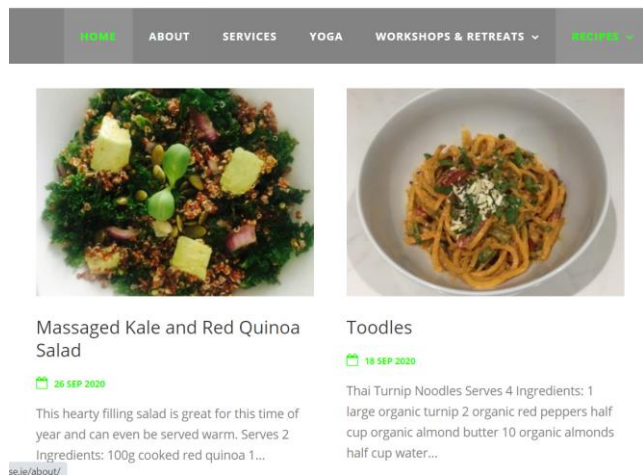 HOME ABOUT SERVICES YOGA WORKSHOPS & RETREATS RECIPES
Massaged Kale and Red Quinoa
Salad
26 SEP 2020
This hearty filling salad is great for this time of
year and can even be served warm. Serves 2
Ingredients: 100g cooked red quinoa 1...
Toodles
18 SEP 2020
Thai Turnip Noodles Serves 4 Ingredients: 1
large organic turnip 2 organic red peppers half
cup organic almond butter 10 organic almonds
half cup water...
se.ie/about/